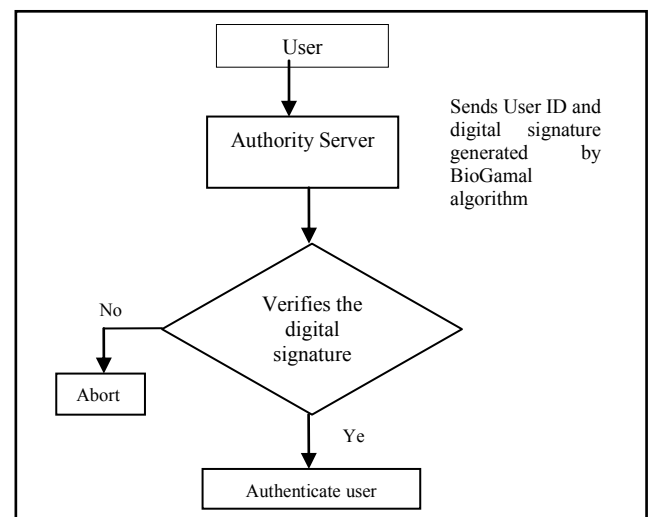 User
Authority Server
Sends User ID and
digital signature
generated by
BioGamal
algorithm
Verifies the
digital
signature
No
Abort
Ye
Authenticate user